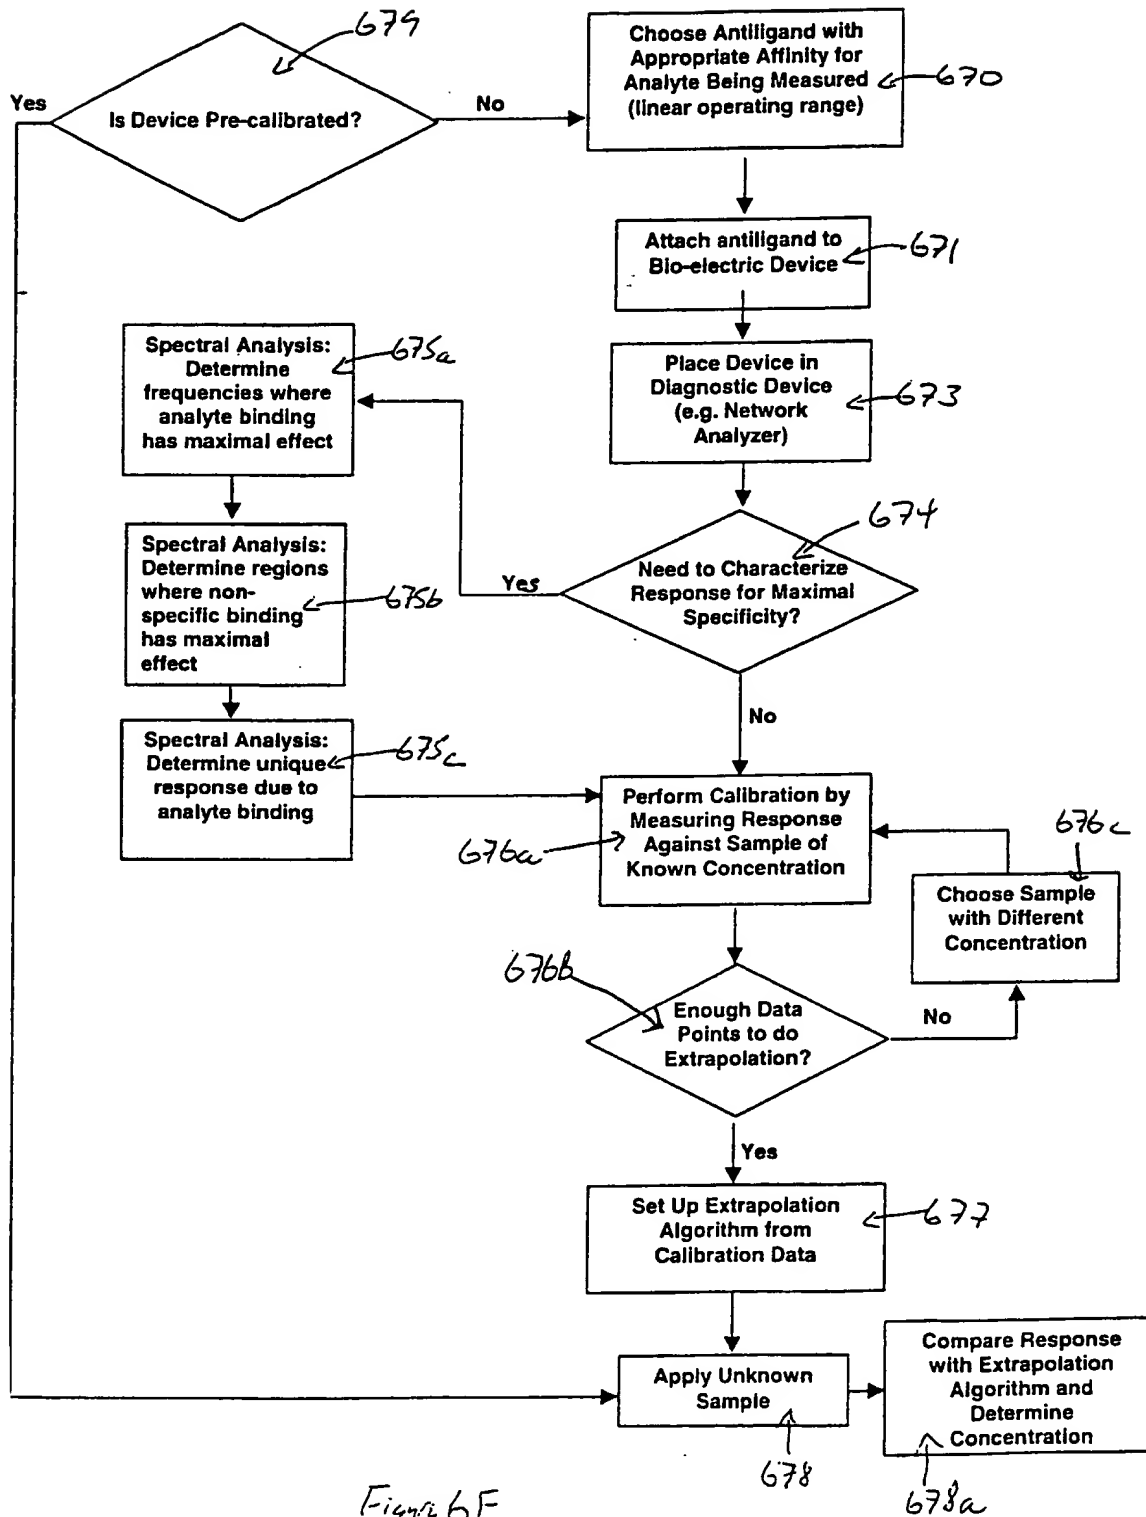 679
Yes
Is Device Pre-calibrated?
No
Choose Antiligand with
Appropriate Affinity for
Analyte Being Measured
(linear operating range)
670
Attach antiligand to
Bio-electric Device
671
Place Device in
Diagnostic Device
(e.g. Network
Analyzer)
673
Need to Characterize
Response for Maximal
Specificity?
674
Yes
No
Spectral Analysis:
Determine
frequencies where
analyte binding
has maximal effect
675a
Spectral Analysis:
Determine regions
where non-
specific binding
has maximal
effect
675b
Spectral Analysis:
Determine unique
response due to
analyte binding
675c
Perform Calibration by
Measuring Response
Against Sample of
Known Concentration
676a
676c
Choose Sample
with Different
Concentration
676b
Enough Data
Points to do
Extrapolation?
No
Yes
Set Up Extrapolation
Algorithm from
Calibration Data
677
Apply Unknown
Sample
678
Compare Response
with Extrapolation
Algorithm and
Determine
Concentration
678a
Figure 6F